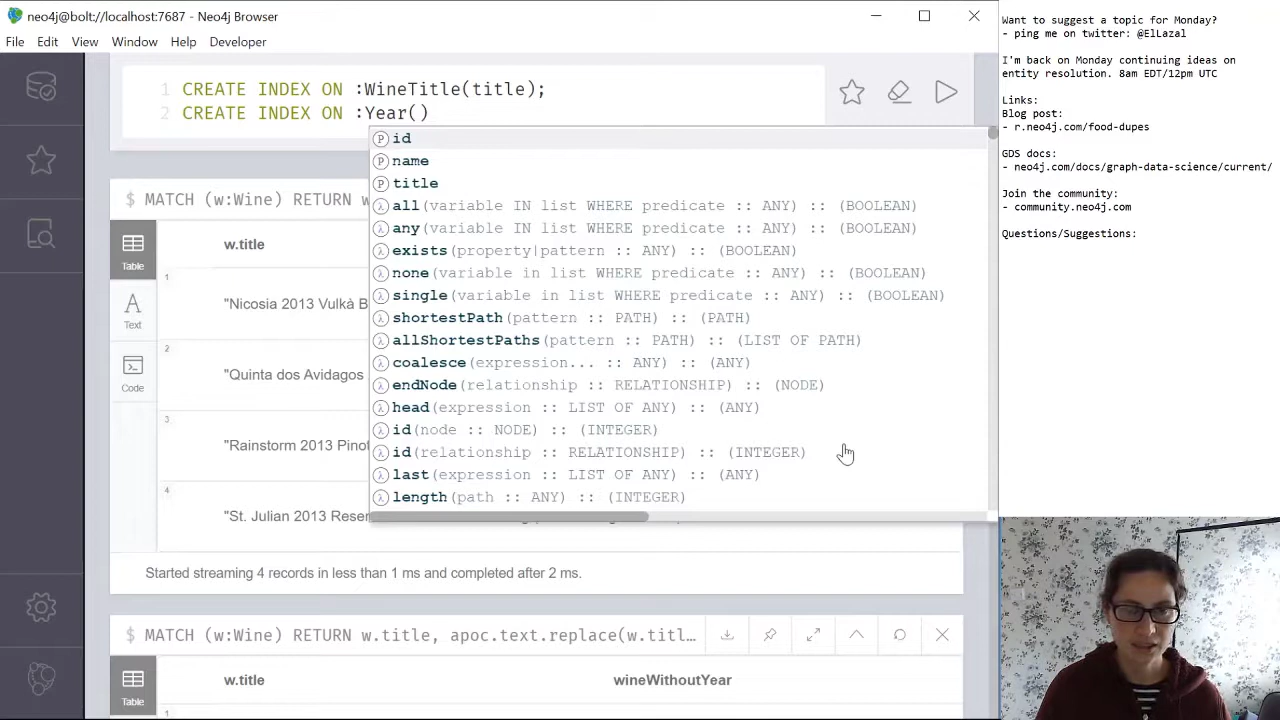 neo4j@bolt://localhost:7687 - Neo4j Browser
File Edit View Window Help Developer
1 CREATE INDEX ON :WineTitle(title);
2 CREATE INDEX ON :Year()
id
name
title
all(variable IN list WHERE predicate :: ANY) :: (BOOLEAN)
any(variable IN list WHERE predicate :: ANY) :: (BOOLEAN)
exists(property|pattern :: ANY) :: (BOOLEAN)
none(variable in list WHERE predicate :: ANY) :: (BOOLEAN)
single(variable in list WHERE predicate :: ANY) :: (BOOLEAN)
shortestPath(pattern :: PATH) :: (PATH)
allShortestPaths(pattern :: PATH) :: (LIST OF PATH)
coalesce(expression... :: ANY) :: (ANY)
endNode(relationship :: RELATIONSHIP) :: (NODE)
head(expression :: LIST OF ANY) :: (ANY)
id(node :: NODE) :: (INTEGER)
id(relationship :: RELATIONSHIP) :: (INTEGER)
last(expression :: LIST OF ANY) :: (ANY)
length(path :: ANY) :: (INTEGER)
$ MATCH (w:Wine) RETURN w
Table
Text
Code
w.title
1
"Nicosia 2013 Vulkà B
2
"Quinta dos Avidagos
3
"Rainstorm 2013 Pinot
4
"St. Julian 2013 Reser
Started streaming 4 records in less than 1 ms and completed after 2 ms.
$ MATCH (w:Wine) RETURN w.title, apoc.text.replace(w.titl...
Table
w.title wineWithoutYear
1
Want to suggest a topic for Monday?
- ping me on twitter: @ElLazal
I'm back on Monday continuing ideas on
entity resolution. 8am EDT/12pm UTC
Links:
Blog post:
- r.neo4j.com/food-dupes
GDS docs:
- neo4j.com/docs/graph-data-science/current/
Join the community:
- community.neo4j.com
Questions/Suggestions: